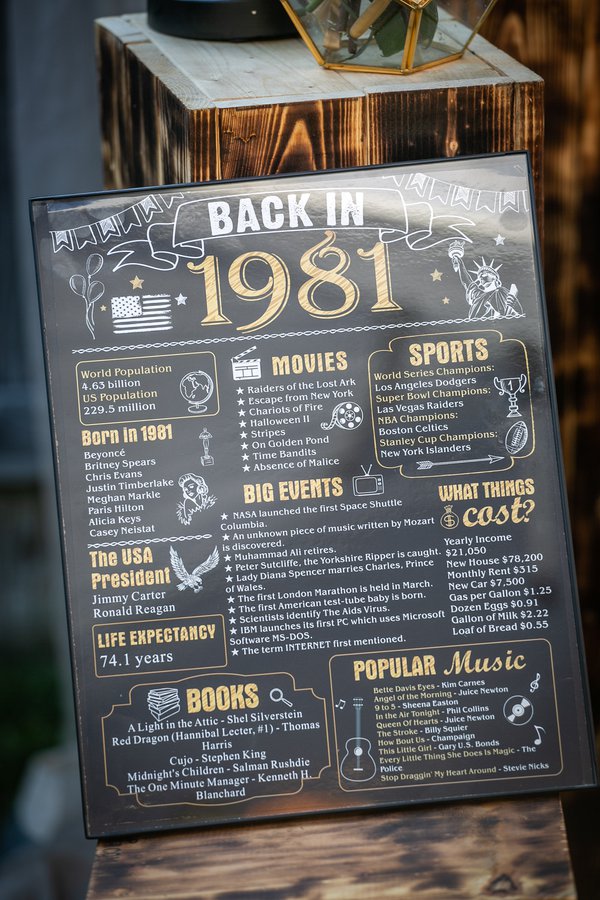 BACK IN
1981
World Population
4.63 billion
US Population
229.5 million
Born in 1981
Beyoncé
Britney Spears
Chris Evans
Justin Timberlake
Meghan Markle
Paris Hilton
Alicia Keys
Casey Neistat
The USA
President
Jimmy Carter
Ronald Reagan
LIFE EXPECTANCY
74.1 years
MOVIES
★ Raiders of the Lost Ark
★ Escape from New York
★ Chariots of Fire
★ Halloween II
★ Stripes
★ On Golden Pond
★ Time Bandits
★ Absence of Malice
SPORTS
World Series Champions:
Los Angeles Dodgers
Super Bowl Champions:
Las Vegas Raiders
NBA Champions:
Boston Celtics
Stanley Cup Champions:
New York Islanders
BIG EVENTS
★ NASA launched the first Space Shuttle
Columbia.
★ An unknown piece of music written by Mozart
is discovered.
★ Muhammad Ali retires.
★ Peter Sutcliffe, the Yorkshire Ripper is caught.
★ Lady Diana Spencer marries Charles, Prince
of Wales.
★ The first London Marathon is held in March.
★ The first American test-tube baby is born.
★ Scientists identify The Aids Virus.
★ IBM launches its first PC which uses Microsoft
Software MS-DOS.
★ The term INTERNET first mentioned.
WHAT THINGS
cost?
Yearly Income
$21,050
New House $78,200
Monthly Rent $315
New Car $7,500
Gas per Gallon $1.25
Dozen Eggs $0.91
Gallon of Milk $2.22
Loaf of Bread $0.55
BOOKS
A Light in the Attic - Shel Silverstein
Red Dragon (Hannibal Lecter, #1) - Thomas
Harris
Cujo - Stephen King
Midnight's Children - Salman Rushdie
The One Minute Manager - Kenneth H.
Blanchard
POPULAR Music
Bette Davis Eyes - Kim Carnes
Angel of the Morning - Juice Newton
9 to 5 - Sheena Easton
In the Air Tonight - Phil Collins
Queen Of Hearts - Juice Newton
The Stroke - Billy Squier
How Bout Us - Champaign
This Little Girl - Gary U.S. Bonds
Every Little Thing She Does Is Magic - The
Police
Stop Draggin' My Heart Around - Stevie Nicks